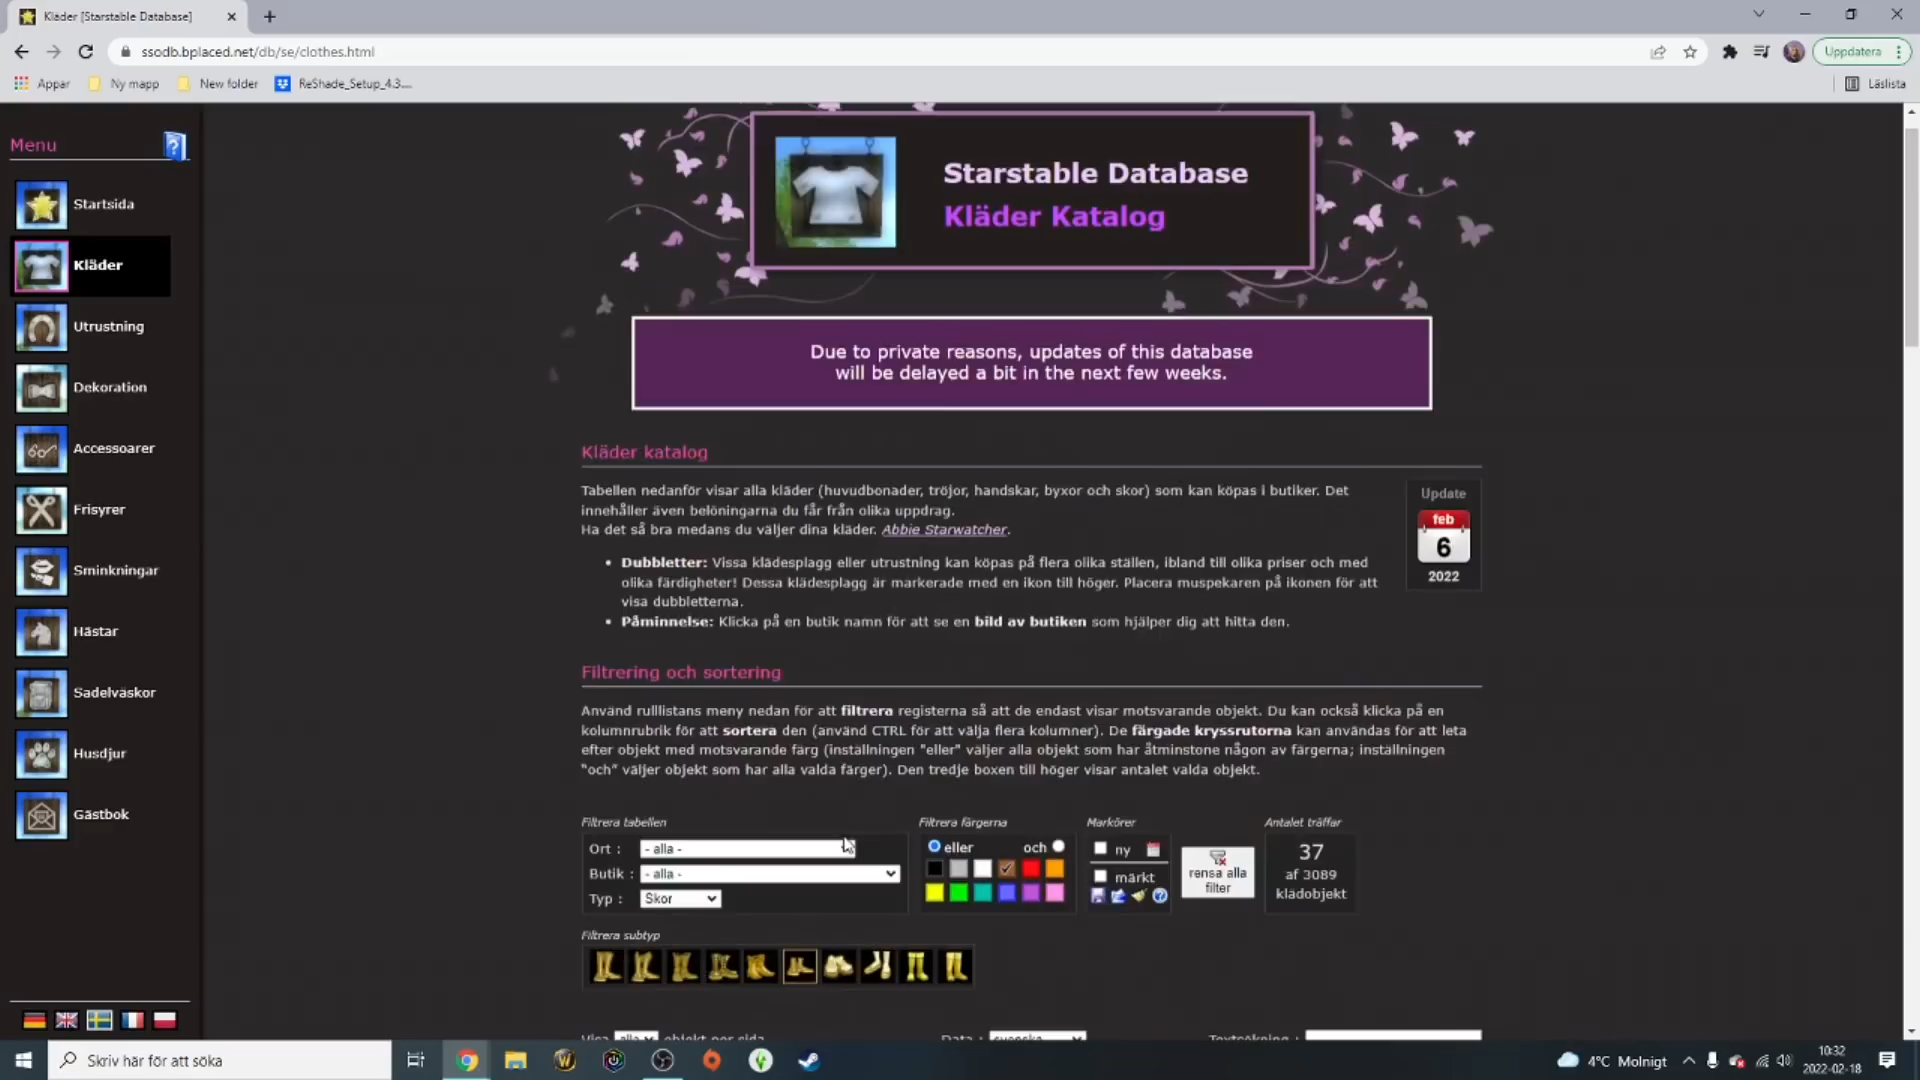 Kläder [Starstable Database]
ssodb.bplaced.net/db/se/clothes.html
Uppdatera
Appar
Ny mapp
New folder
ReShade_Setup_4.3....
Läslista
Menu
Startsida
Kläder
Utrustning
Dekoration
Accessoarer
Frisyrer
Sminkningar
Hästar
Sadelväskor
Husdjur
Gästbok
Starstable Database
Kläder Katalog
Due to private reasons, updates of this database
will be delayed a bit in the next few weeks.
Kläder katalog
Tabellen nedanför visar alla kläder (huvudbonader, tröjor, handskar, byxor och skor) som kan köpas i butiker. Det
innehåller även belöningarna du får från olika uppdrag.
Ha det så bra medans du väljer dina kläder. Abbie Starwatcher.
Update
feb
6
2022
• Dubbletter: Vissa klädesplagg eller utrustning kan köpas på flera olika ställen, ibland till olika priser och med
olika färdigheter! Dessa klädesplagg är markerade med en ikon till höger. Placera muspekaren på ikonen för att
visa dubbletterna.
• Påminnelse: Klicka på en butik namn för att se en bild av butiken som hjälper dig att hitta den.
Filtrering och sortering
Använd rulllistans meny nedan för att filtrera registerna så att de endast visar motsvarande objekt. Du kan också klicka på en
kolumnrubrik för att sortera den (använd CTRL för att välja flera kolumner). De färgade kryssrutorna kan användas för att leta
efter objekt med motsvarande färg (inställningen "eller" väljer alla objekt som har åtminstone någon av färgerna; inställningen
"och" väljer objekt som har alla valda färger). Den tredje boxen till höger visar antalet valda objekt.
Filtrera tabellen
Filtrera färgerna
Markörer
Antalet träffar
Ort : - alla -
Butik : - alla -
Typ : Skor
eller
och
ny
märkt
rensa alla
filter
37
af 3089
klädobjekt
Filtrera subtyp
Visa alla objekt per sida
Data : svenska
Textsökning :
Skriv här för att söka
4°C Molnigt
10:32
2022-02-18